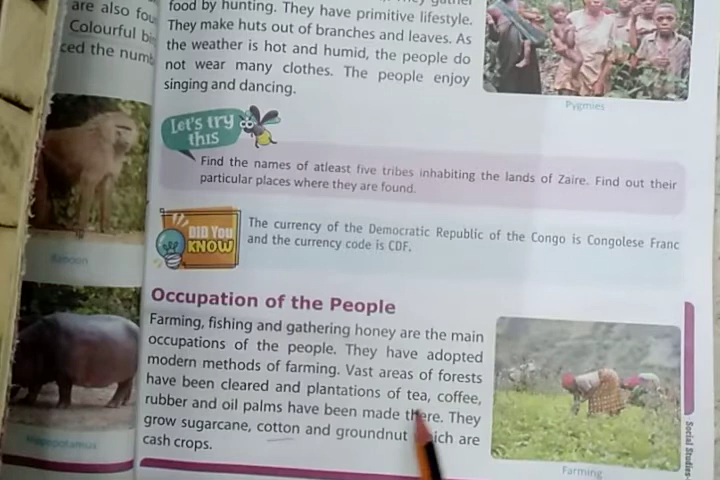 are also fou
Colourful bi
ced the numb
Baboon
Hippopotamus
food by hunting. They have primitive lifestyle.
They make huts out of branches and leaves. As
the weather is hot and humid, the people do
not wear many clothes. The people enjoy
singing and dancing.
Pygmies
Let's try
this
Find the names of atleast five tribes inhabiting the lands of Zaire. Find out their
particular places where they are found.
DID YOU
KNOW
The currency of the Democratic Republic of the Congo is Congolese Franc
and the currency code is CDF.
Occupation of the People
Farming, fishing and gathering honey are the main
occupations of the people. They have adopted
modern methods of farming. Vast areas of forests
have been cleared and plantations of tea, coffee,
rubber and oil palms have been made there. They
grow sugarcane, cotton and groundnut which are
cash crops.
Farming
Social Studies-